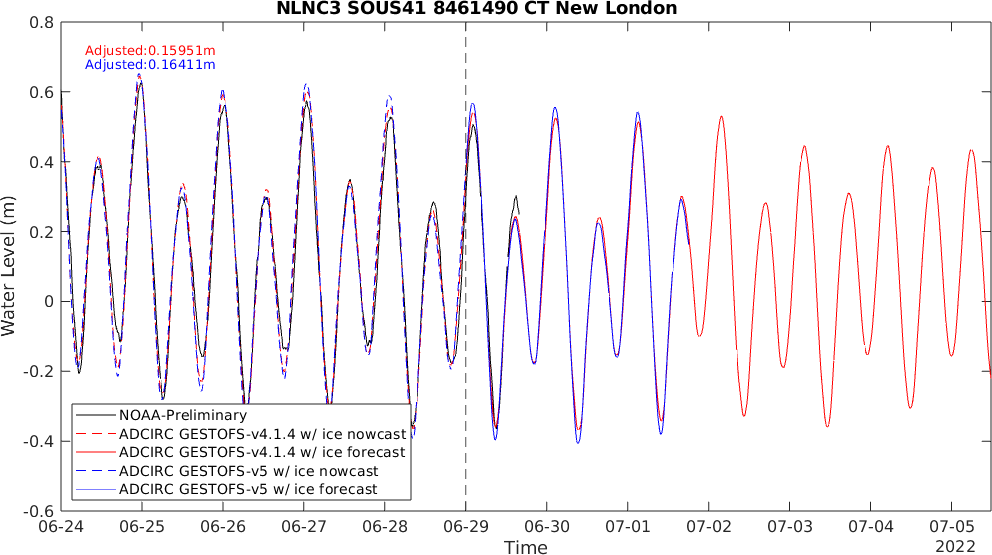 NLNC3 SOUS41 8461490 CT New London
Adjusted:0.15951m
Adjusted:0.16411m
Water Level (m)
0.8
0.6
0.4
0.2
0
-0.2
-0.4
-0.6
NOAA-Preliminary
ADCIRC GESTOFS-v4.1.4 w/ ice nowcast
ADCIRC GESTOFS-v4.1.4 w/ ice forecast
ADCIRC GESTOFS-v5 w/ ice nowcast
ADCIRC GESTOFS-v5 w/ ice forecast
06-24 06-25 06-26 06-27 06-28 06-29 06-30 07-01 07-02 07-03 07-04 07-05
Time
2022